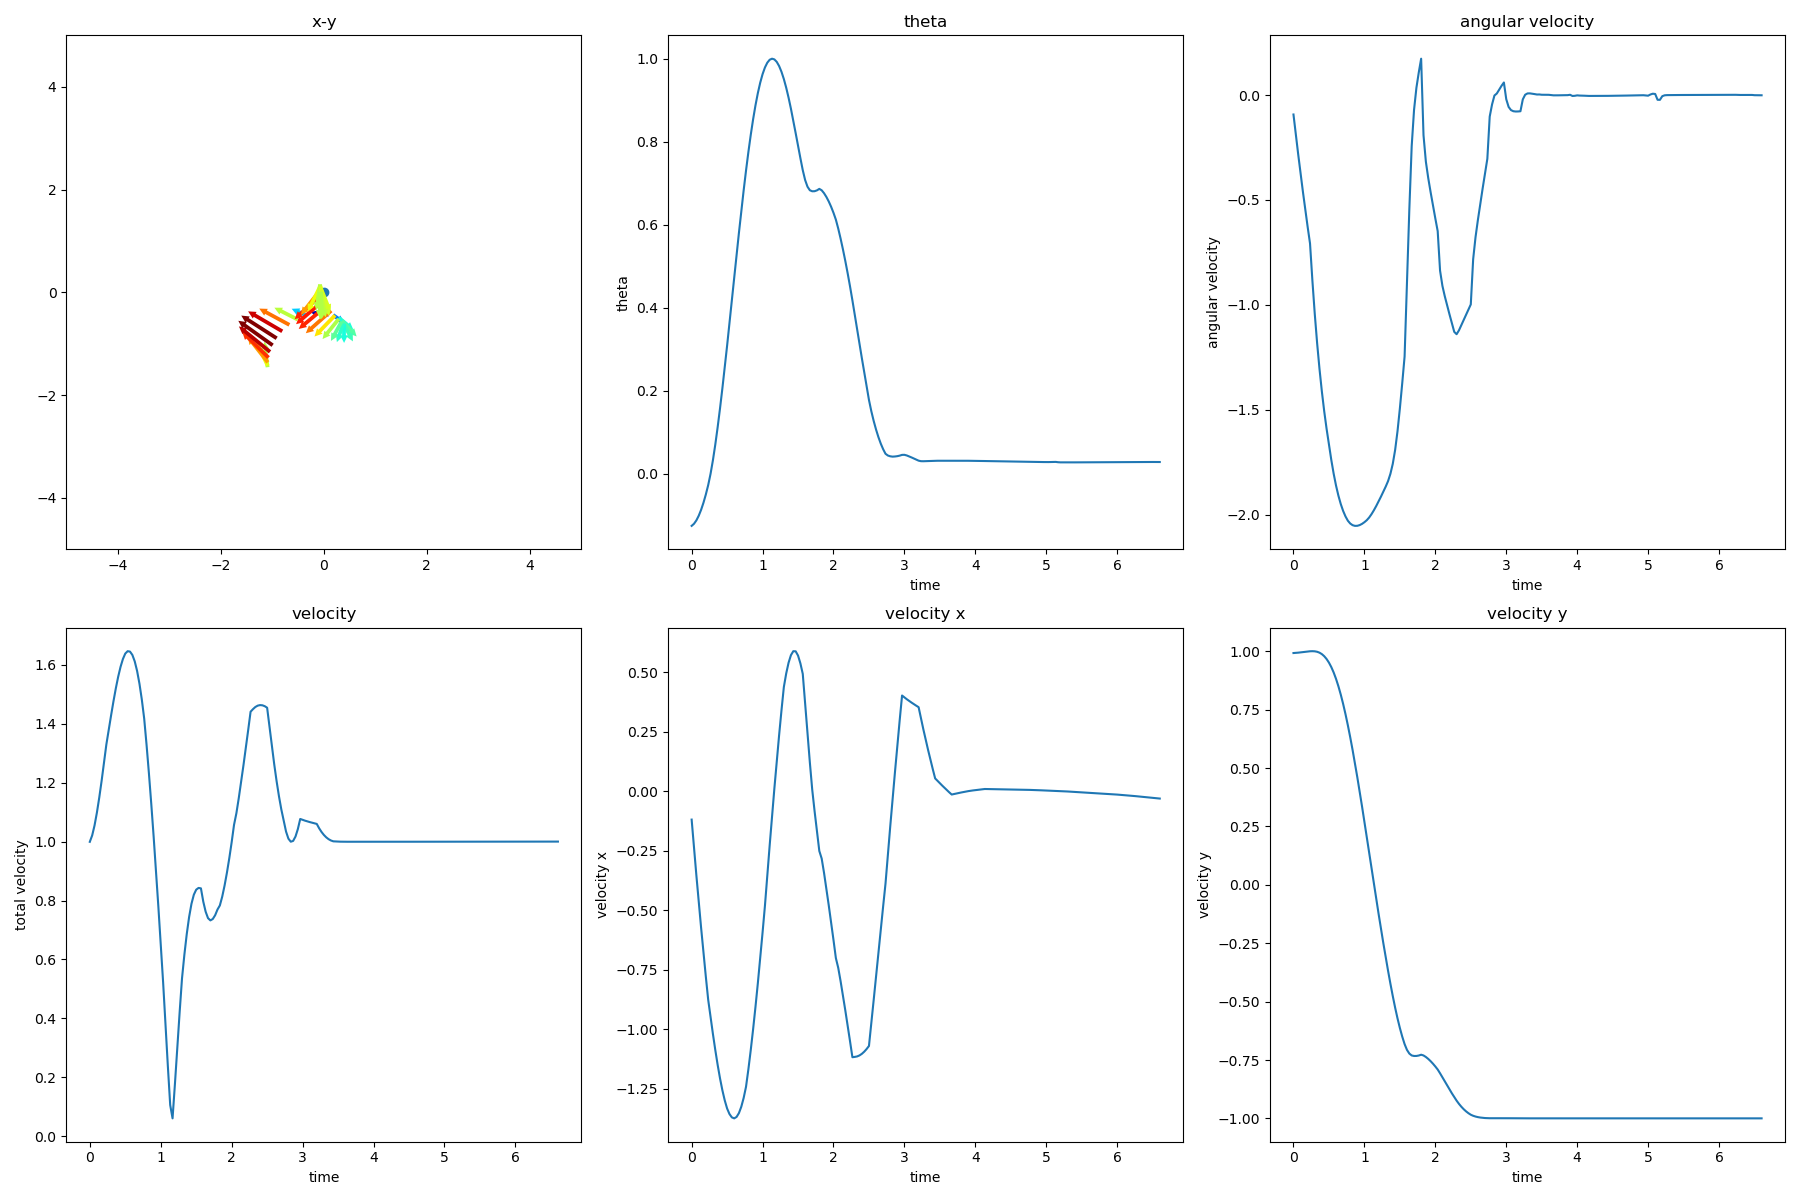 x-y
4
2
0
−2
−4
−4 −2 0 2 4
theta
theta
1.0
0.8
0.6
0.4
0.2
0.0
0 1 2 3 4 5 6
time
angular velocity
angular velocity
0.0
−0.5
−1.0
−1.5
−2.0
0 1 2 3 4 5 6
time
velocity
total velocity
1.6
1.4
1.2
1.0
0.8
0.6
0.4
0.2
0.0
0 1 2 3 4 5 6
time
velocity x
velocity x
0.50
0.25
0.00
−0.25
−0.50
−0.75
−1.00
−1.25
0 1 2 3 4 5 6
time
velocity y
velocity y
1.00
0.75
0.50
0.25
0.00
−0.25
−0.50
−0.75
−1.00
0 1 2 3 4 5 6
time